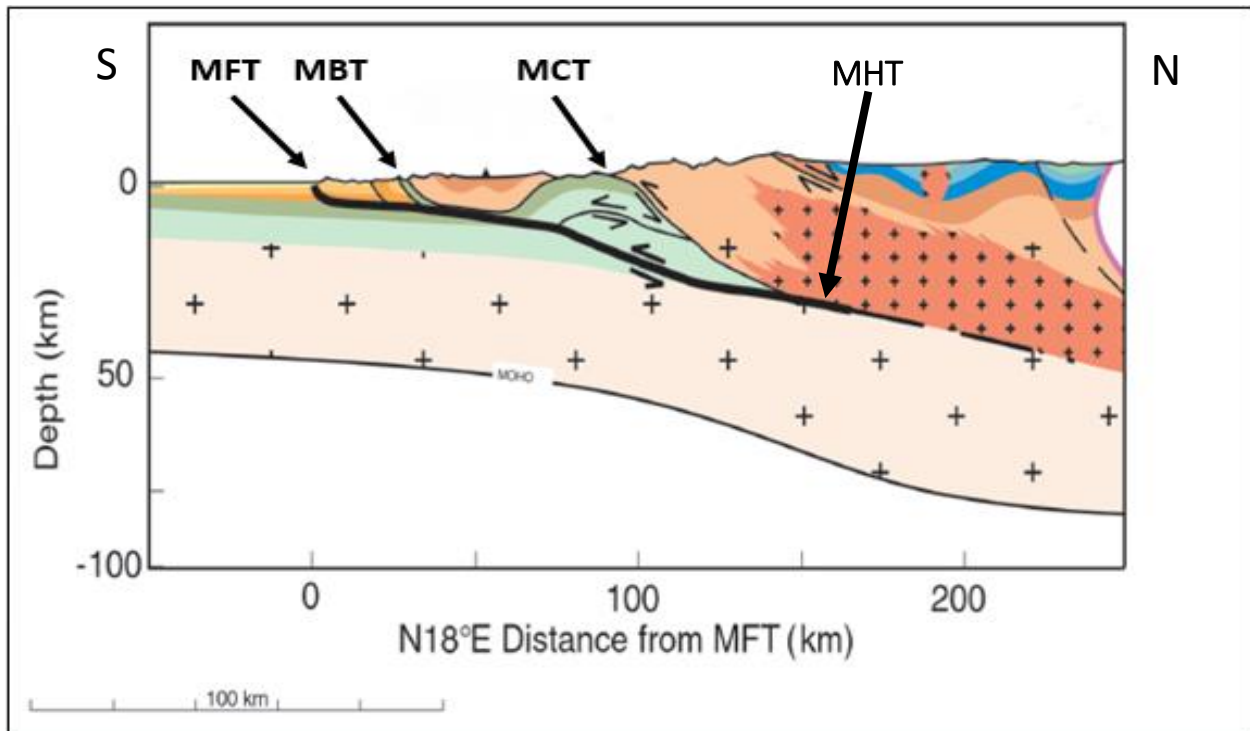 S MFT MBT MCT MHT N
0
MOHO
50
-100
Depth (km)
0 100 200
N18°E Distance from MFT (km)
100 km